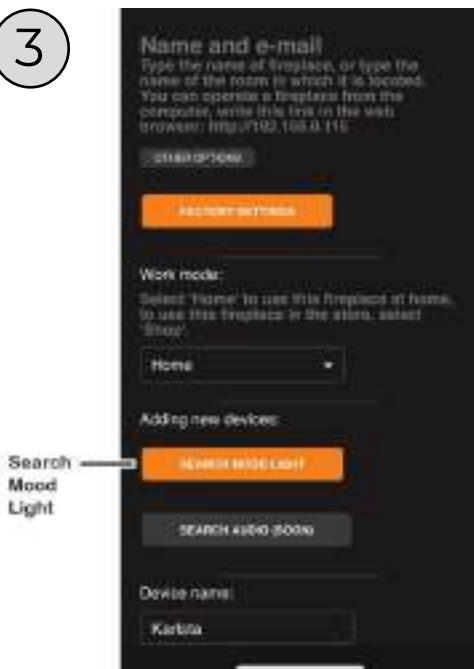 3
Name and e-mail
Type the name of fireplace, or type the
name of the room in which it is located.
You can operate a fireplace from the
computer, write this link in the web
browser: http://192.168.0.115
OTHER OPTIONS
FACTORY SETTINGS
Work mode:
Select 'Home' to use this fireplace at home,
to use this fireplace in the store, select
'Shop'.
Home
Adding new devices:
Search
Mood
Light
SEARCH MOOD LIGHT
SEARCH AUDIO (SOON)
Device name: